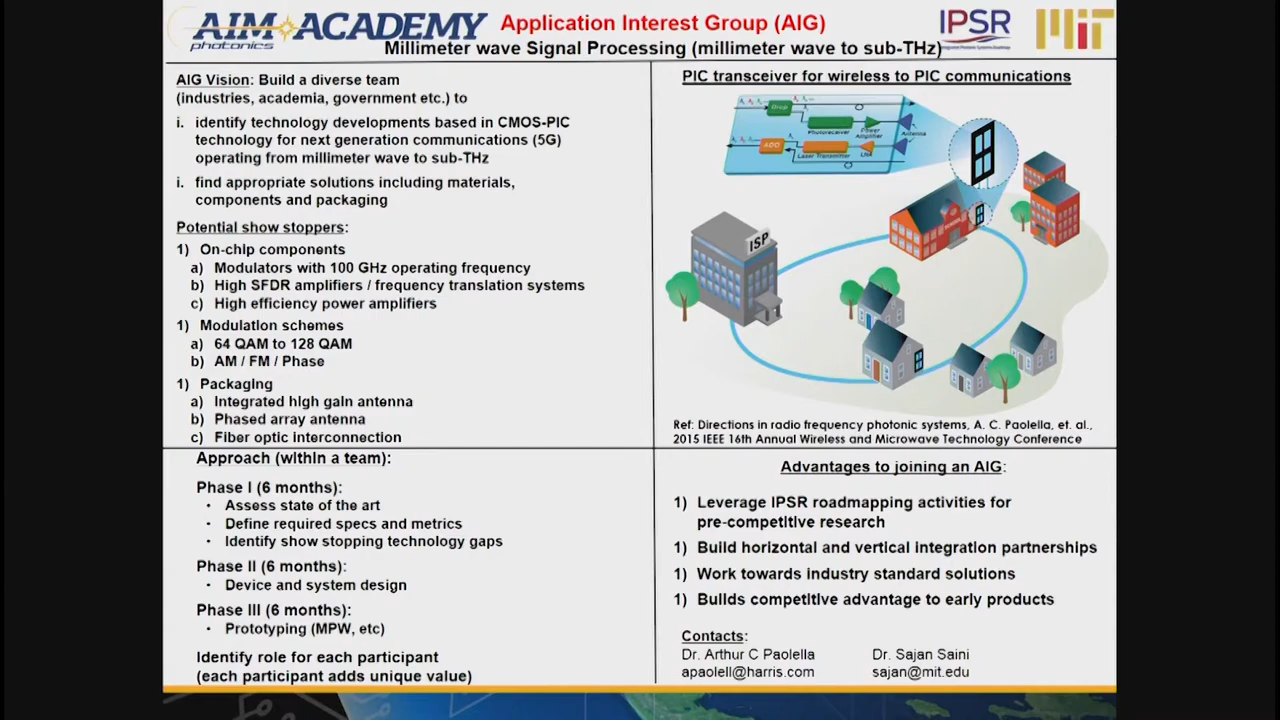 AIM ACADEMY
photonics
Application Interest Group (AIG)
Millimeter wave Signal Processing (millimeter wave to sub-THz)
IPSR
MIT
AIG Vision: Build a diverse team
(industries, academia, government etc.) to
i. identify technology developments based in CMOS-PIC
technology for next generation communications (5G)
operating from millimeter wave to sub-THz
i. find appropriate solutions including materials,
components and packaging
Potential show stoppers:
1) On-chip components
a) Modulators with 100 GHz operating frequency
b) High SFDR amplifiers / frequency translation systems
c) High efficiency power amplifiers
1) Modulation schemes
a) 64 QAM to 128 QAM
b) AM / FM / Phase
1) Packaging
a) Integrated high gain antenna
b) Phased array antenna
c) Fiber optic interconnection
PIC transceiver for wireless to PIC communications
Drop
Photoreceiver
Power
Amplifier
Antenna
ADD
Laser Transmitter
LNA
ISP
Ref: Directions in radio frequency photonic systems, A. C. Paolella, et. al.,
2015 IEEE 16th Annual Wireless and Microwave Technology Conference
Approach (within a team):
Phase I (6 months):
· Assess state of the art
· Define required specs and metrics
· Identify show stopping technology gaps
Phase II (6 months):
· Device and system design
Phase III (6 months):
· Prototyping (MPW, etc)
Identify role for each participant
(each participant adds unique value)
Advantages to joining an AIG:
1) Leverage IPSR roadmapping activities for
pre-competitive research
1) Build horizontal and vertical integration partnerships
1) Work towards industry standard solutions
1) Builds competitive advantage to early products
Contacts:
Dr. Arthur C Paolella
apaolell@harris.com
Dr. Sajan Saini
sajan@mit.edu